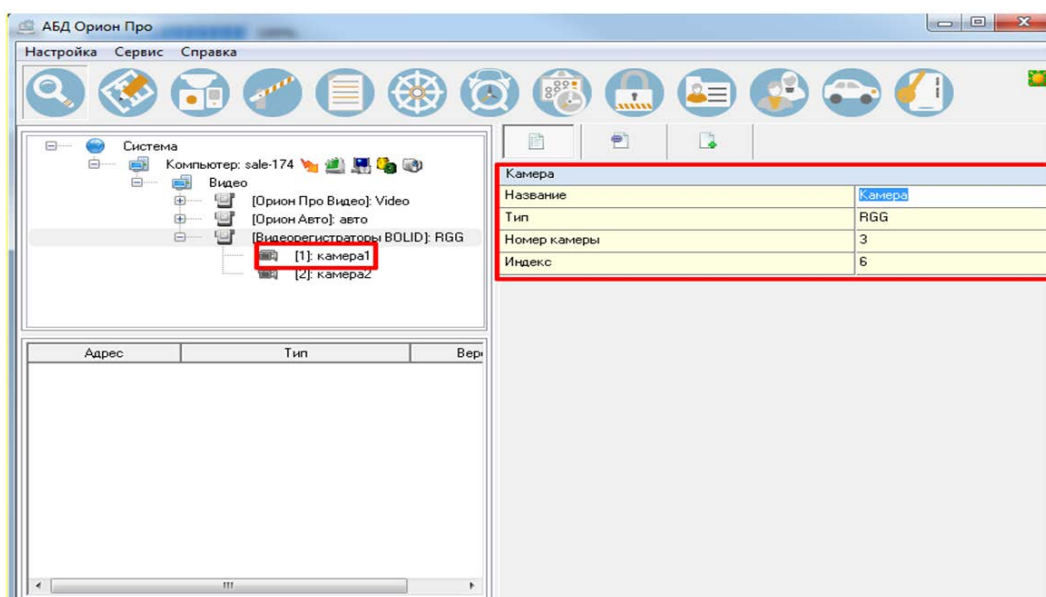 АБД Орион Про
Настройка Сервис Справка
Система
Компьютер: sale-174
Видео
[Орион Про Видео]: Video
[Орион Авто]: авто
[Видеорегистраторы BOLID]: RGG
[1]: камера1
[2]: камера2
Адрес Тип Верс
Камера
Название Камера
Тип RGG
Номер камеры 3
Индекс 6